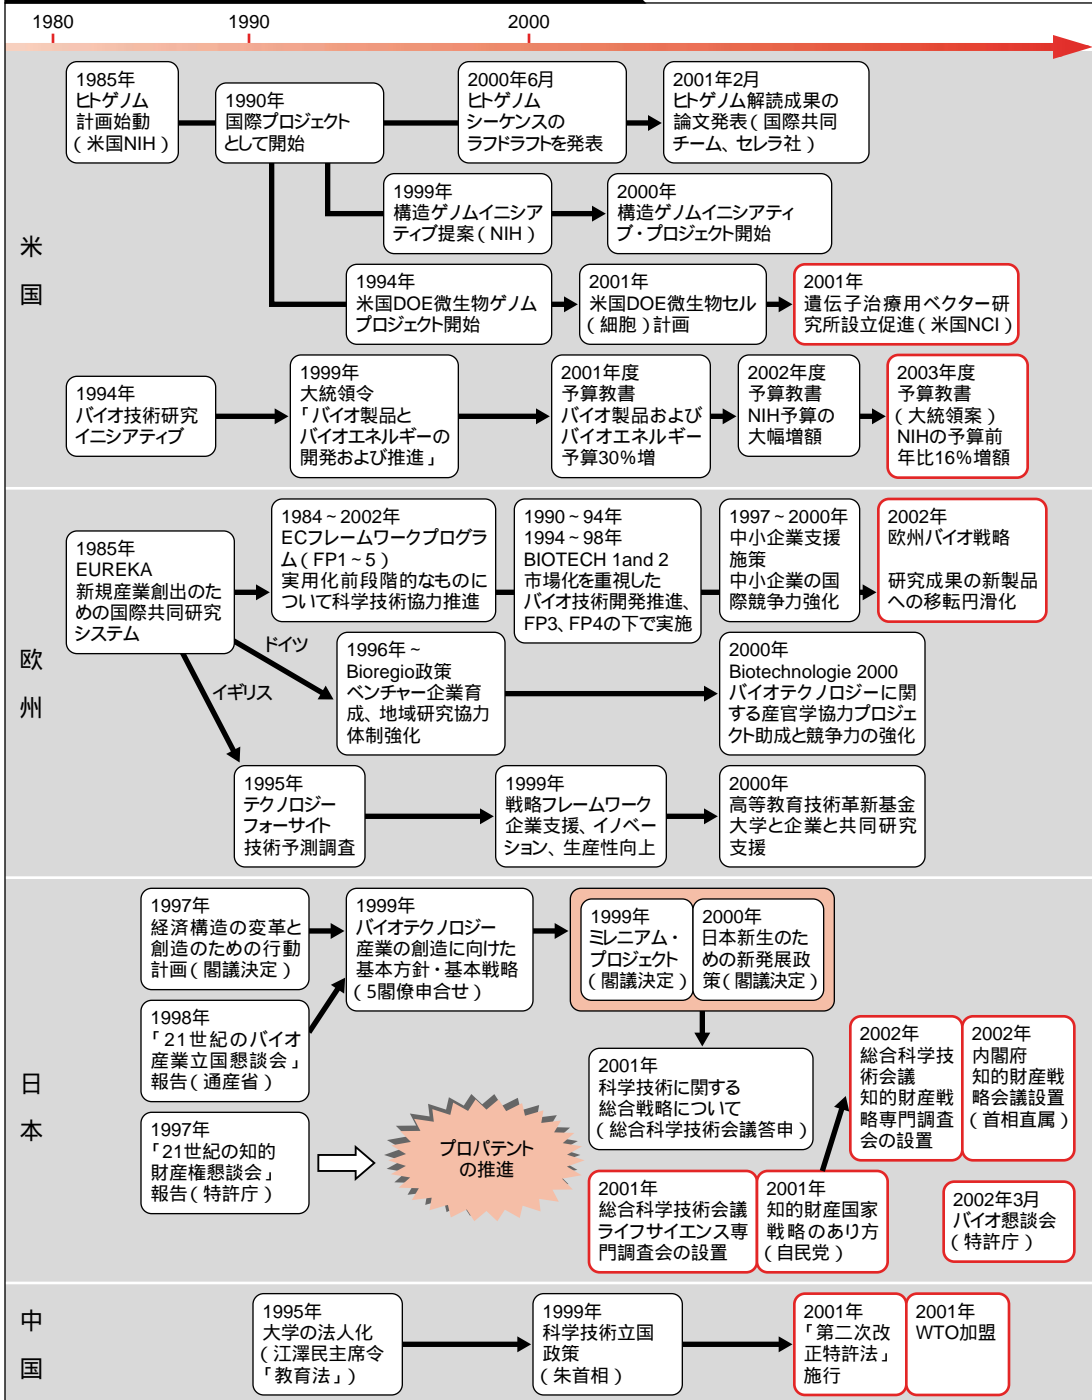 1980
1990
2000
米国
1985年
ヒトゲノム
計画始動
(米国NIH)
1990年
国際プロジェクト
として開始
2000年6月
ヒトゲノム
シーケンスの
ラフドラフトを発表
2001年2月
ヒトゲノム解読成果の
論文発表(国際共同
チーム、セレラ社)
1999年
構造ゲノムイニシア
ティブ提案(NIH)
2000年
構造ゲノムイニシアティ
ブ・プロジェクト開始
1994年
米国DOE微生物ゲノム
プロジェクト開始
2001年
米国DOE微生物セル
(細胞)計画
2001年
遺伝子治療用ベクター研
究所設立促進(米国NCI)
1994年
バイオ技術研究
イニシアティブ
1999年
大統領令
「バイオ製品と
バイオエネルギーの
開発および推進」
2001年度
予算教書
バイオ製品および
バイオエネルギー
予算30%増
2002年度
予算教書
NIH予算の
大幅増額
2003年度
予算教書
(大統領案)
NIHの予算前
年比16%増額
欧州
1985年
EUREKA
新規産業創出のた
めの国際共同研究
システム
1984~2002年
ECフレームワークプログラ
ム(FP1~5)
実用化前段階的なものに
ついて科学技術協力推進
1990~94年
1994~98年
BIOTECH 1and 2
市場化を重視した
バイオ技術開発推進、
FP3、FP4の下で実施
1997~2000年
中小企業支援
施策
中小企業の国
際競争力強化
2002年
欧州バイオ戦略
研究成果の新製品
への移転円滑化
ドイツ
イギリス
1996年~
Bioregio政策
ベンチャー企業育
成、地域研究協力
体制強化
2000年
Biotechnologie 2000
バイオテクノロジーに関
する産官学協力プロジェ
クト助成と競争力の強化
1995年
テクノロジー
フォーサイト
技術予測調査
1999年
戦略フレームワーク
企業支援、イノベー
ション、生産性向上
2000年
高等教育技術革新基金
大学と企業と共同研究
支援
日本
1997年
経済構造の変革と
創造のための行動
計画(閣議決定)
1999年
バイオテクノロジー
産業の創造に向けた
基本方針・基本戦略
(5閣僚申合せ)
1999年
ミレニアム・
プロジェクト
(閣議決定)
2000年
日本新生のた
めの新発展政
策(閣議決定)
1998年
「21世紀のバイオ
産業立国懇談会」
報告(通産省)
2001年
科学技術に関する
総合戦略について
(総合科学技術会議答申)
2002年
総合科学技
術会議
知的財産戦
略専門調査
会の設置
2002年
内閣府
知的財産戦
略会議設置
(首相直属)
1997年
「21世紀の知的
財産権懇談会」
報告(特許庁)
プロパテント
の推進
2001年
総合科学技術会議
ライフサイエンス専
門調査会の設置
2001年
知的財産国家
戦略のあり方
(自民党)
2002年3月
バイオ懇談会
(特許庁)
中国
1995年
大学の法人化
(江澤民主席令
「教育法」)
1999年
科学技術立国
政策
(朱首相)
2001年
「第二次改
正特許法」
施行
2001年
WTO加盟